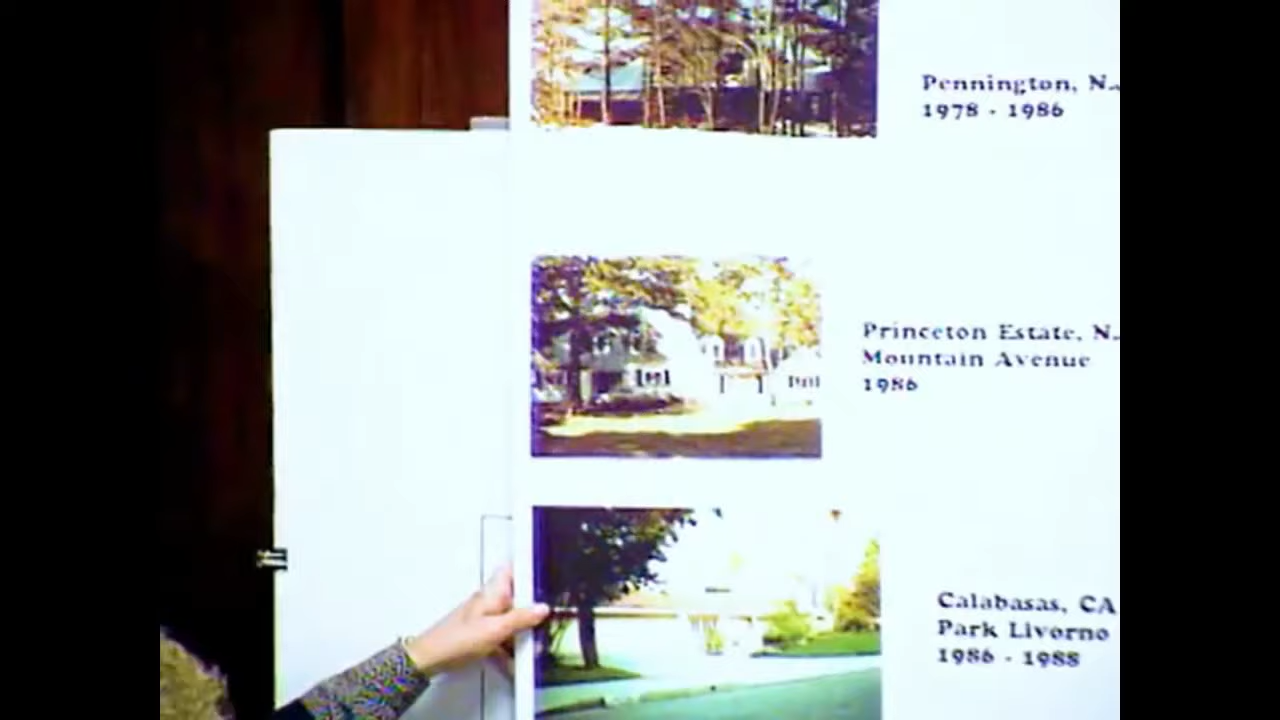 Pennington, N.
1978 - 1986
Princeton Estate, N.
Mountain Avenue
1986
Calabasas, CA
Park Livorno
1986 - 1988